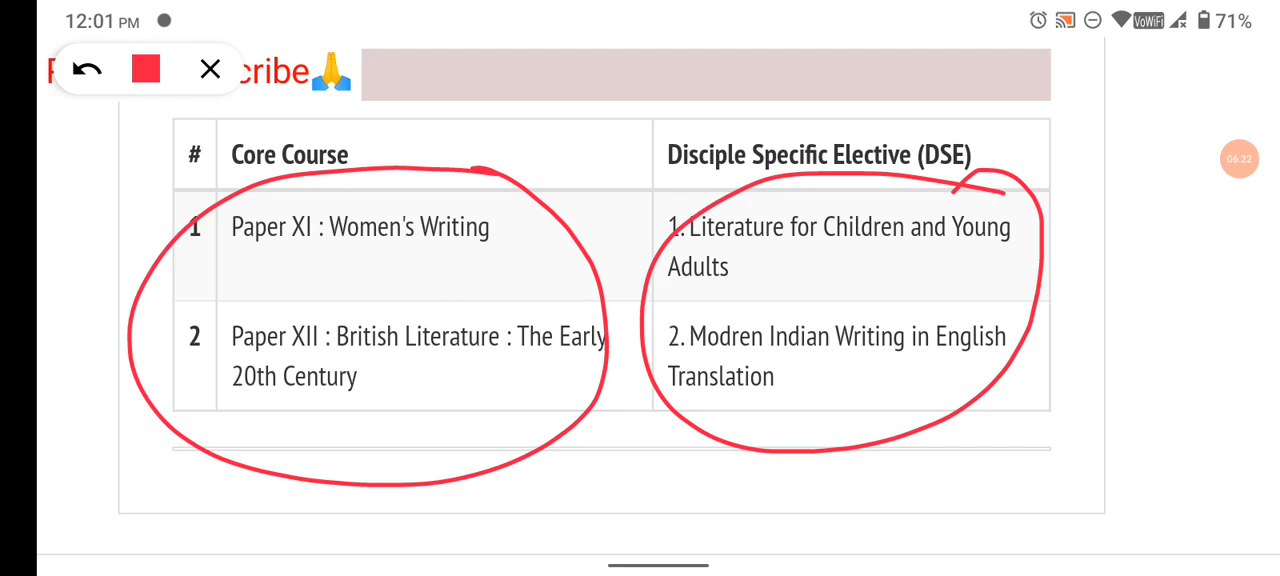 12:01 PM
VoWiFi 71%
cribe🙏
06:22
# Core Course Disciple Specific Elective (DSE)
1 Paper XI : Women's Writing 1. Literature for Children and Young
Adults
2 Paper XII : British Literature : The Early 2. Modren Indian Writing in English
20th Century Translation